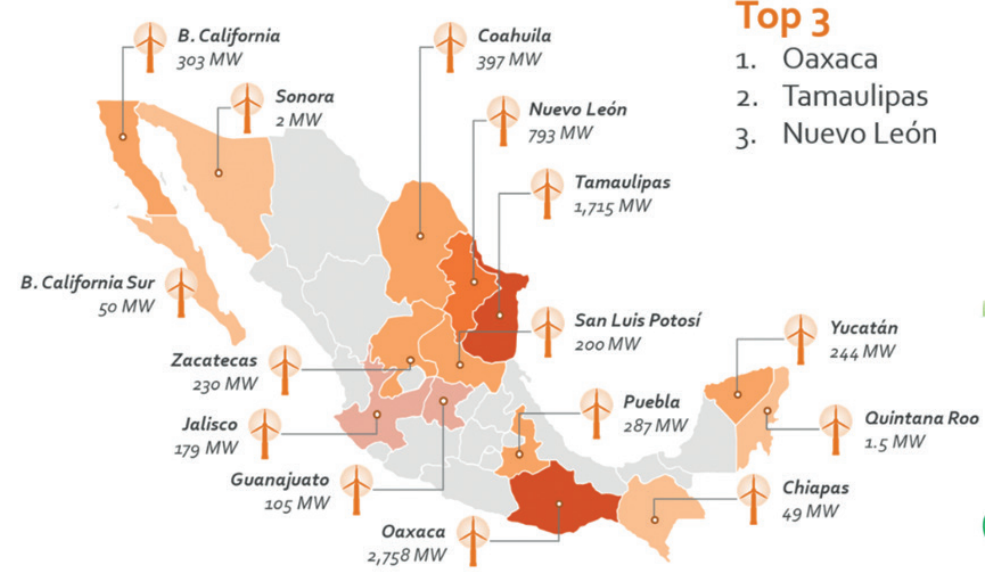 Top 3
1. Oaxaca
2. Tamaulipas
3. Nuevo León
B. California
303 MW
Sonora
2 MW
Coahuila
397 MW
Nuevo León
793 MW
Tamaulipas
1,715 MW
B. California Sur
50 MW
San Luis Potosí
200 MW
Yucatán
244 MW
Zacatecas
230 MW
Puebla
287 MW
Quintana Roo
1.5 MW
Jalisco
179 MW
Guanajuato
105 MW
Chiapas
49 MW
Oaxaca
2,758 MW